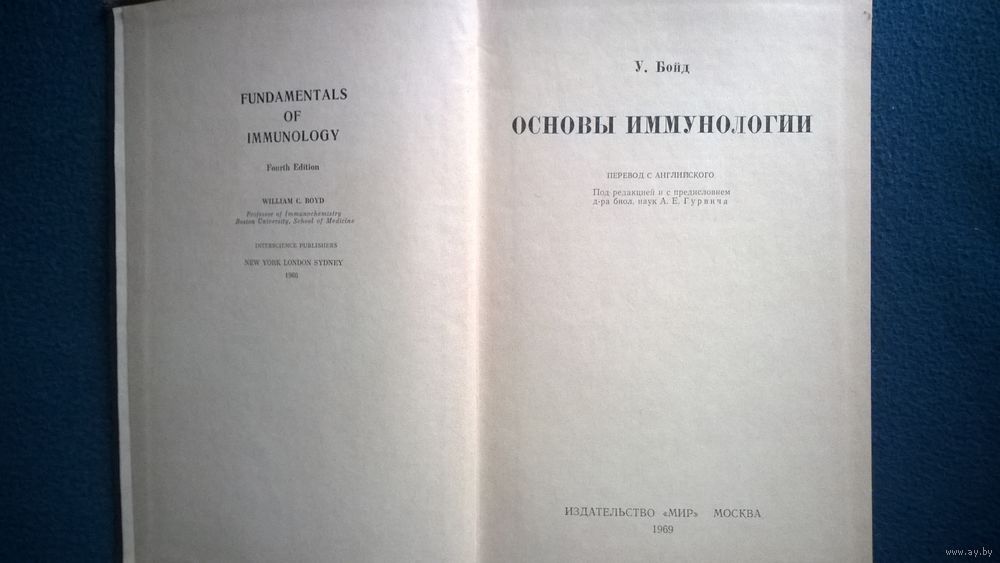 FUNDAMENTALS
OF
IMMUNOLOGY
Fourth Edition
WILLIAM C. BOYD
Professor of Immunochemistry
Boston University, School of Medicine
INTERSCIENCE PUBLISHERS
NEW YORK LONDON SYDNEY
1966
У. Бойд
ОСНОВЫ ИММУНОЛОГИИ
ПЕРЕВОД С АНГЛИЙСКОГО
Под редакцией и с предисловием
д-ра биол. наук А. Е. Гурвича
ИЗДАТЕЛЬСТВО «МИР» МОСКВА
1969
www.ay.by